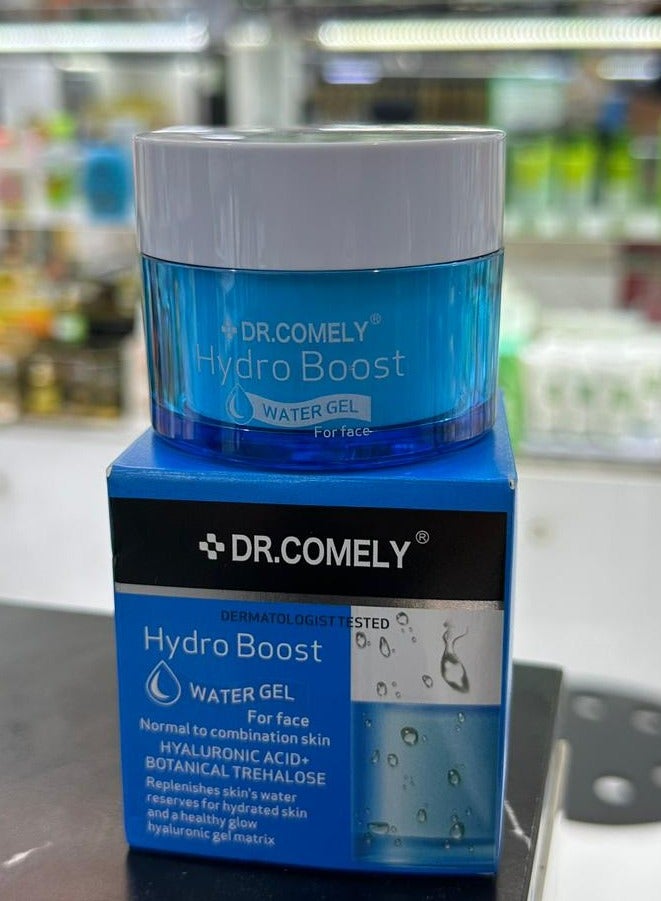 DR.COMELY®
Hydro Boost
WATER GEL
For face
DR.COMELY®
DERMATOLOGIST TESTED
Hydro Boost
WATER GEL
For face
Normal to combination skin
HYALURONIC ACID+
BOTANICAL TREHALOSE
Replenishes skin's water
reserves for hydrated skin
and a healthy glow
hyaluronic gel matrix